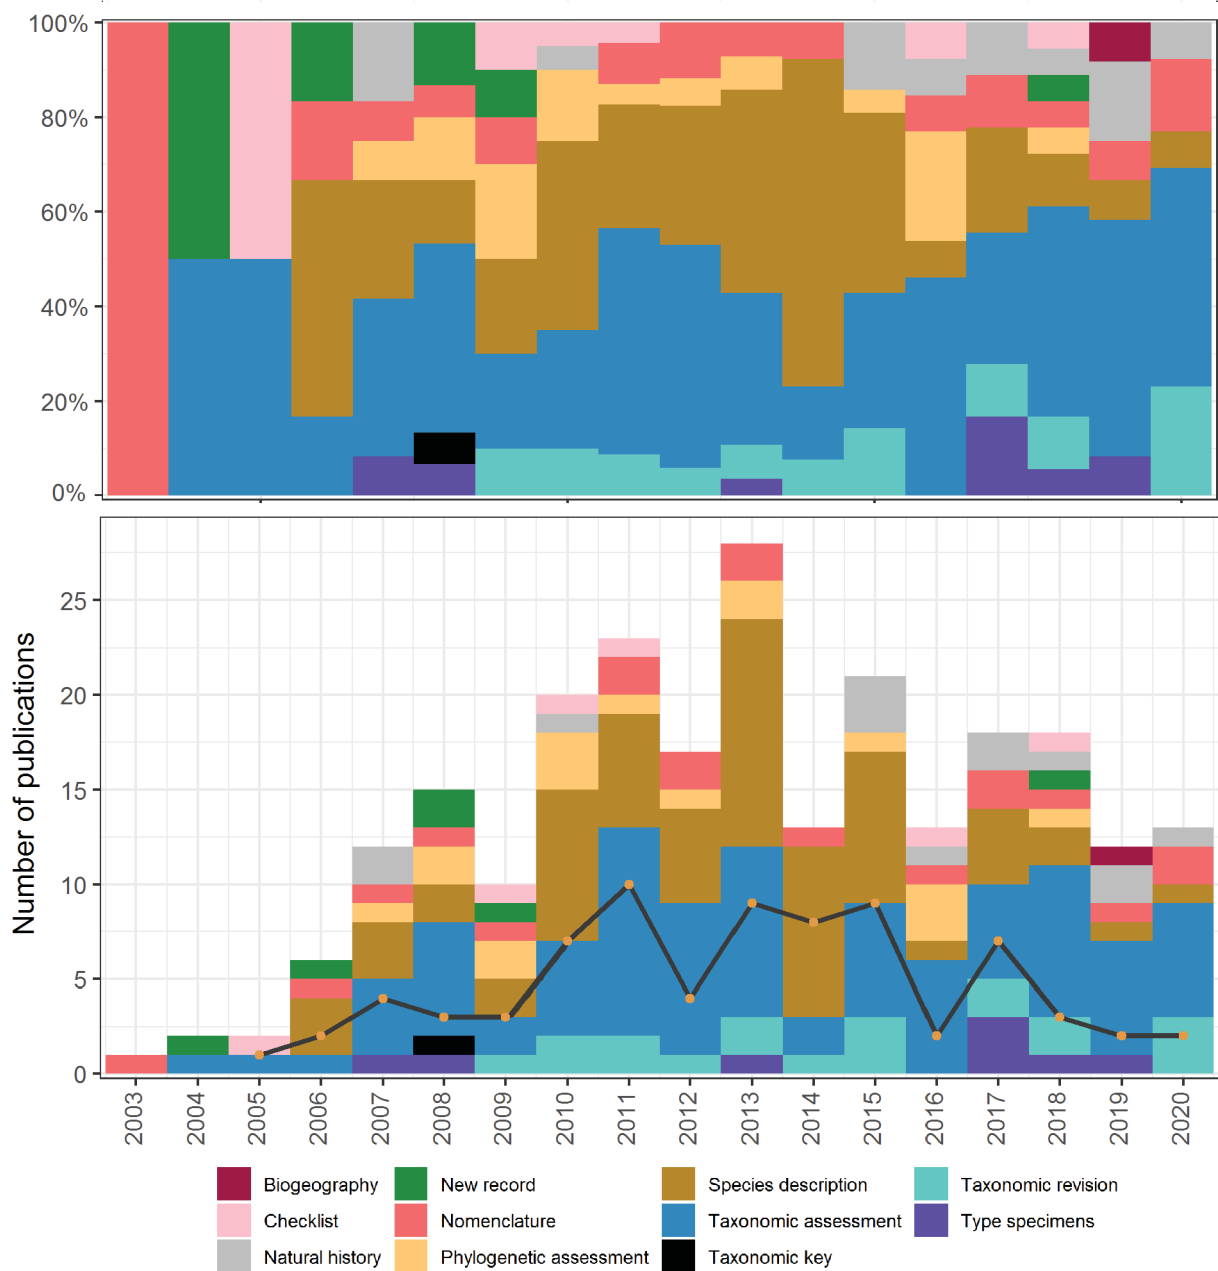 100%
80%
60%
40%
20%
0%
Number of publications
25
20
15
10
5
0
2003 2004 2005 2006 2007 2008 2009 2010 2011 2012 2013 2014 2015 2016 2017 2018 2019 2020
Biogeography New record Species description Taxonomic revision
Checklist Nomenclature Taxonomic assessment Type specimens
Natural history Phylogenetic assessment Taxonomic key